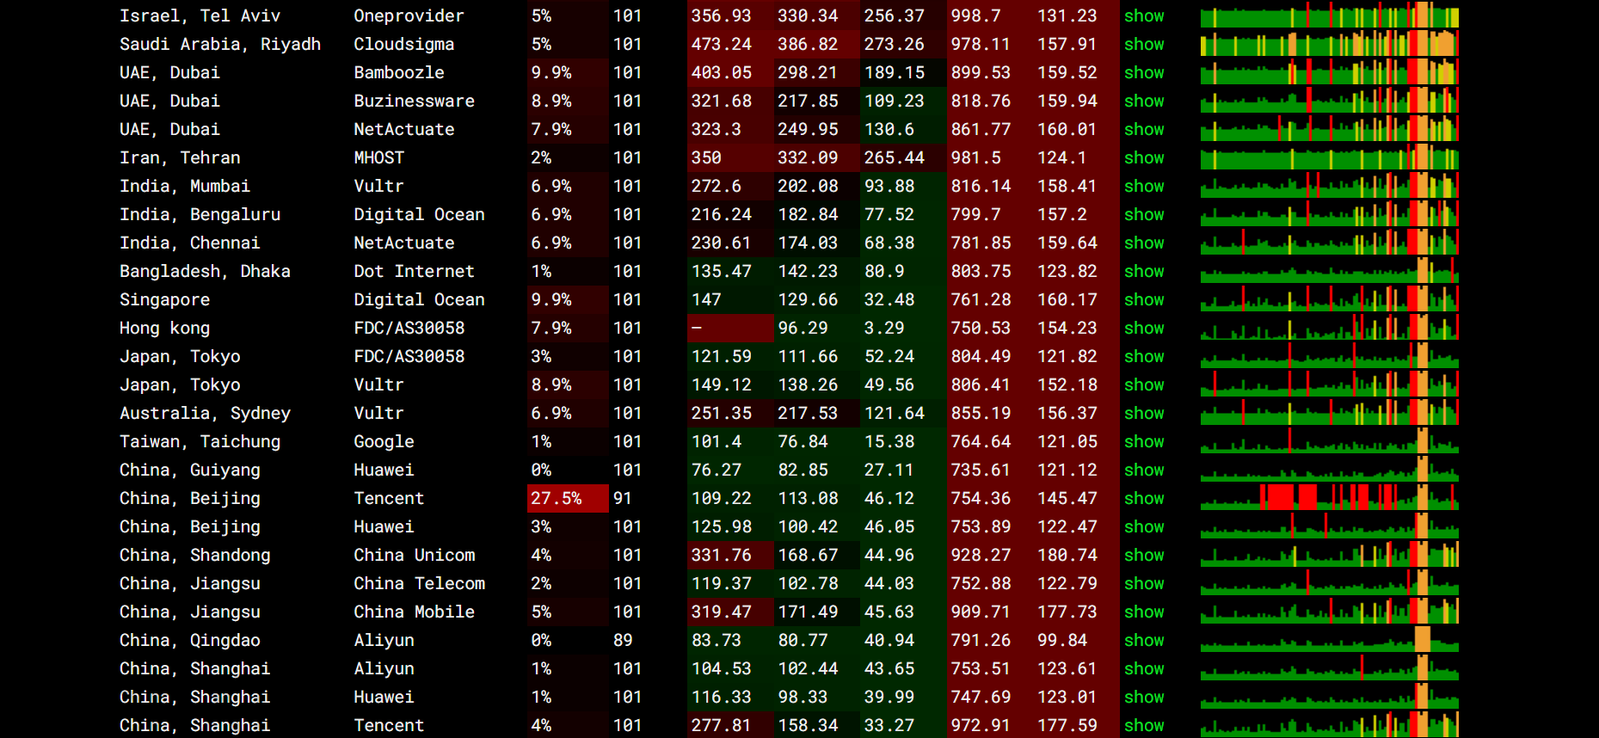 Israel, Tel Aviv Oneprovider 5% 101 356.93 330.34 256.37 998.7 131.23 show
Saudi Arabia, Riyadh Cloudsigma 5% 101 473.24 386.82 273.26 978.11 157.91 show
UAE, Dubai Bamboozle 9.9% 101 403.05 298.21 189.15 899.53 159.52 show
UAE, Dubai Buzinessware 8.9% 101 321.68 217.85 109.23 818.76 159.94 show
UAE, Dubai NetActuate 7.9% 101 323.3 249.95 130.6 861.77 160.01 show
Iran, Tehran MHOST 2% 101 350 332.09 265.44 981.5 124.1 show
India, Mumbai Vultr 6.9% 101 272.6 202.08 93.88 816.14 158.41 show
India, Bengaluru Digital Ocean 6.9% 101 216.24 182.84 77.52 799.7 157.2 show
India, Chennai NetActuate 6.9% 101 230.61 174.03 68.38 781.85 159.64 show
Bangladesh, Dhaka Dot Internet 1% 101 135.47 142.23 80.9 803.75 123.82 show
Singapore Digital Ocean 9.9% 101 147 129.66 32.48 761.28 160.17 show
Hong kong FDC/AS30058 7.9% 101 – 96.29 3.29 750.53 154.23 show
Japan, Tokyo FDC/AS30058 3% 101 121.59 111.66 52.24 804.49 121.82 show
Japan, Tokyo Vultr 8.9% 101 149.12 138.26 49.56 806.41 152.18 show
Australia, Sydney Vultr 6.9% 101 251.35 217.53 121.64 855.19 156.37 show
Taiwan, Taichung Google 1% 101 101.4 76.84 15.38 764.64 121.05 show
China, Guiyang Huawei 0% 101 76.27 82.85 27.11 735.61 121.12 show
China, Beijing Tencent 27.5% 91 109.22 113.08 46.12 754.36 145.47 show
China, Beijing Huawei 3% 101 125.98 100.42 46.05 753.89 122.47 show
China, Shandong China Unicom 4% 101 331.76 168.67 44.96 928.27 180.74 show
China, Jiangsu China Telecom 2% 101 119.37 102.78 44.03 752.88 122.79 show
China, Jiangsu China Mobile 5% 101 319.47 171.49 45.63 909.71 177.73 show
China, Qingdao Aliyun 0% 89 83.73 80.77 40.94 791.26 99.84 show
China, Shanghai Aliyun 1% 101 104.53 102.44 43.65 753.51 123.61 show
China, Shanghai Huawei 1% 101 116.33 98.33 39.99 747.69 123.01 show
China, Shanghai Tencent 4% 101 277.81 158.34 33.27 972.91 177.59 show